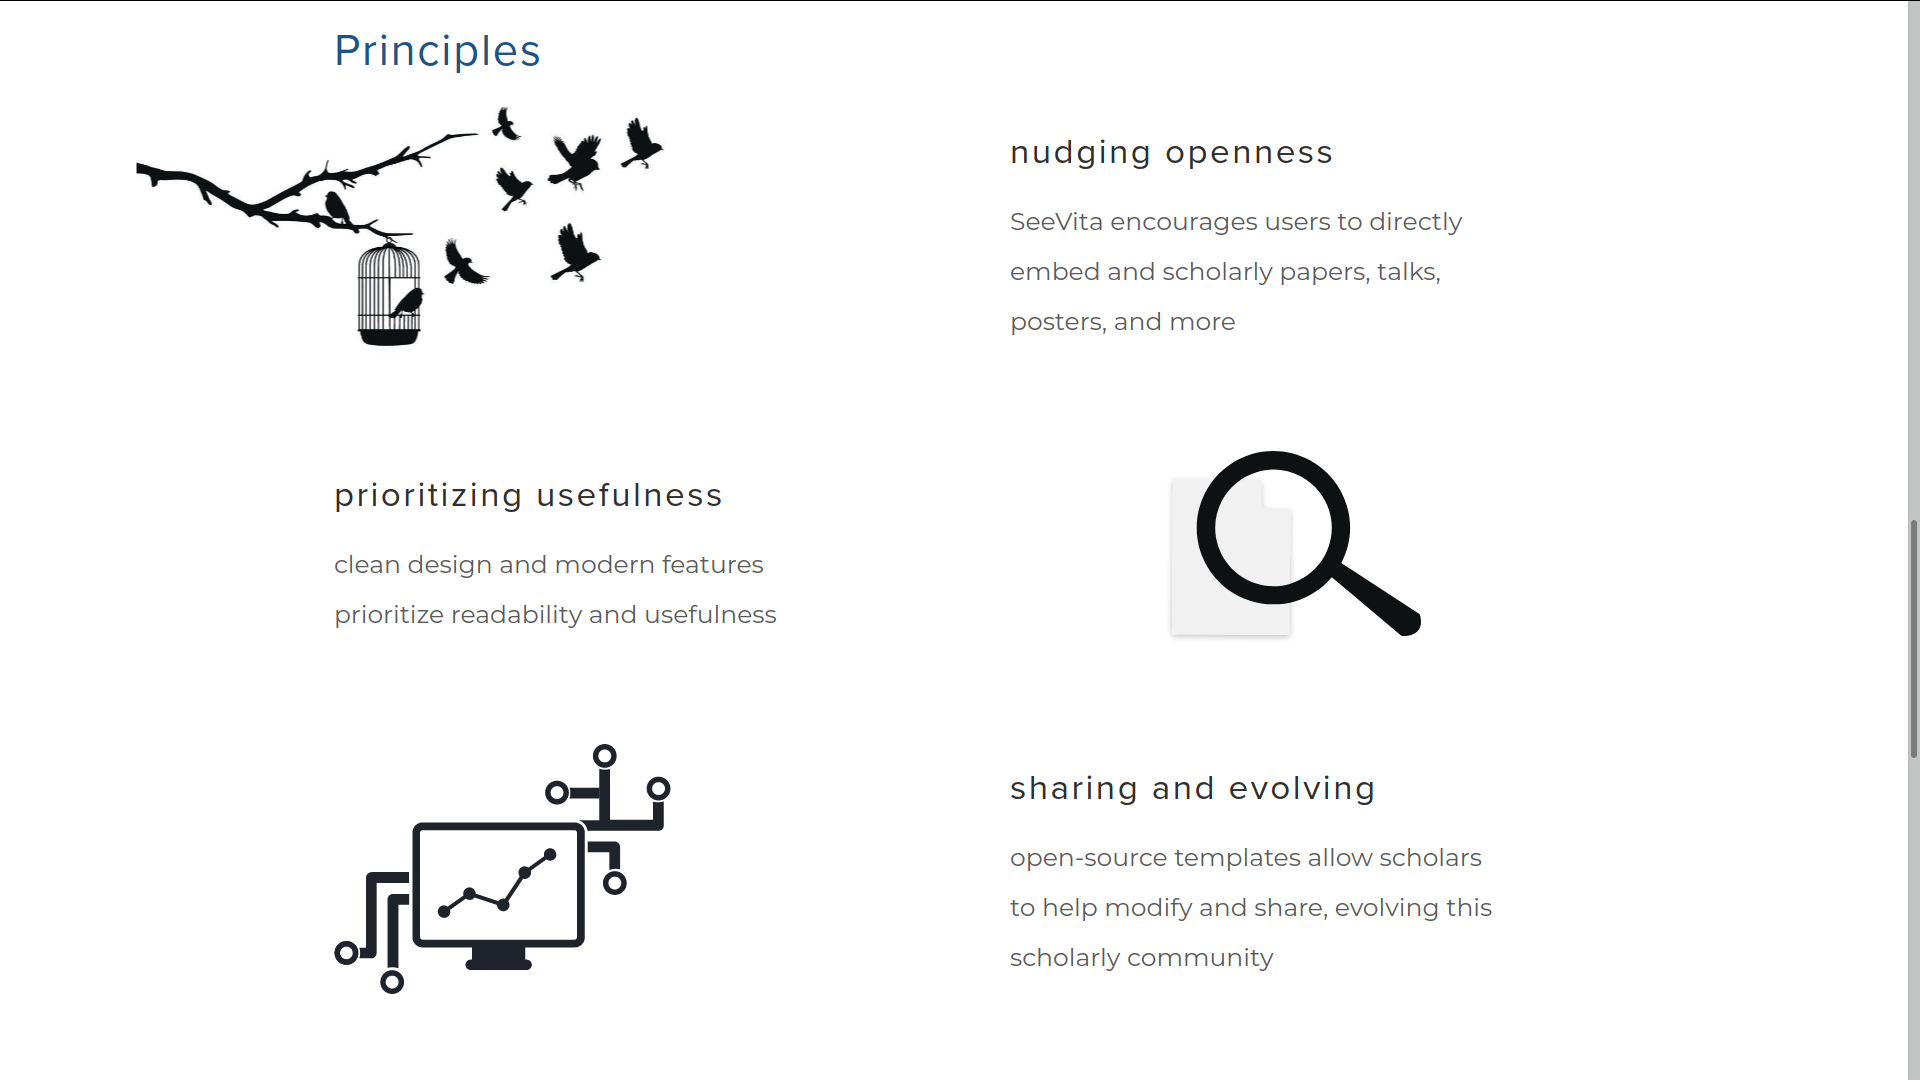 Principles
nudging openness
SeeVita encourages users to directly
embed and scholarly papers, talks,
posters, and more
prioritizing usefulness
clean design and modern features
prioritize readability and usefulness
sharing and evolving
open-source templates allow scholars
to help modify and share, evolving this
scholarly community